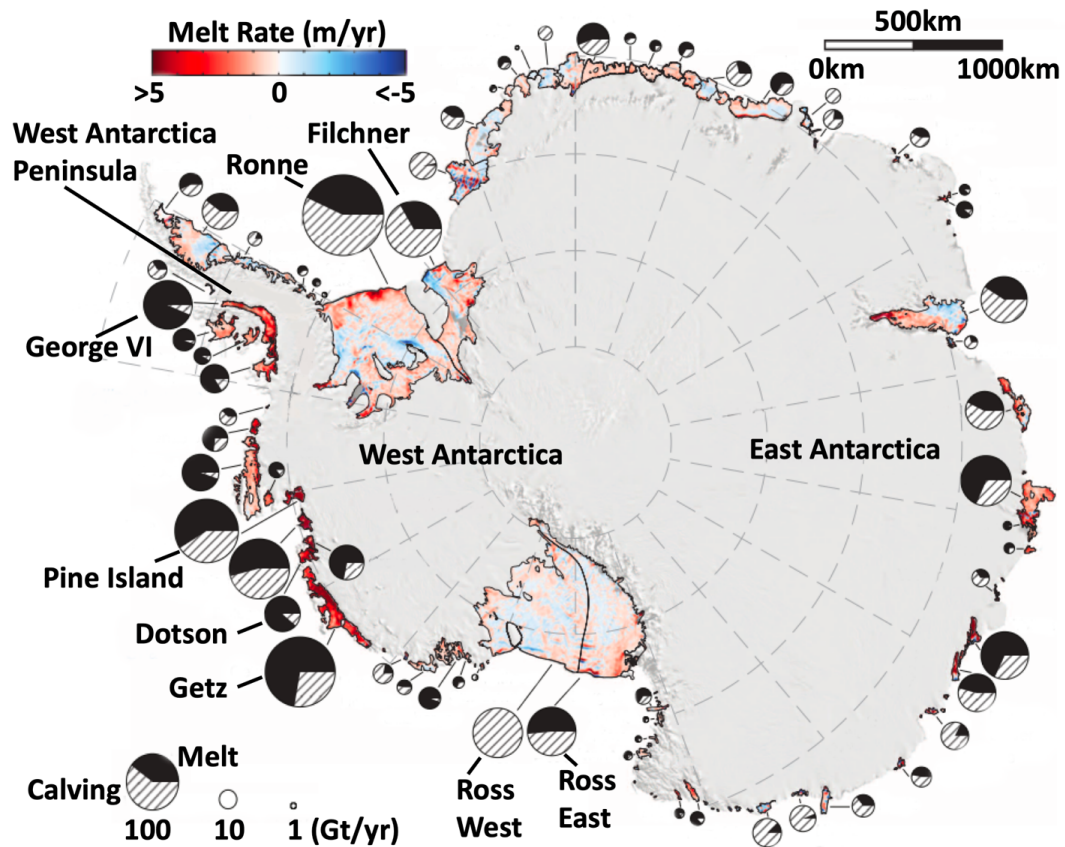 Melt Rate (m/yr)
>5 0 <-5
500km
0km 1000km
West Antarctica
Peninsula
Filchner
Ronne
George VI
West Antarctica
East Antarctica
Pine Island
Dotson
Getz
Ross
West
Ross
East
Melt
Calving
100 10 1 (Gt/yr)